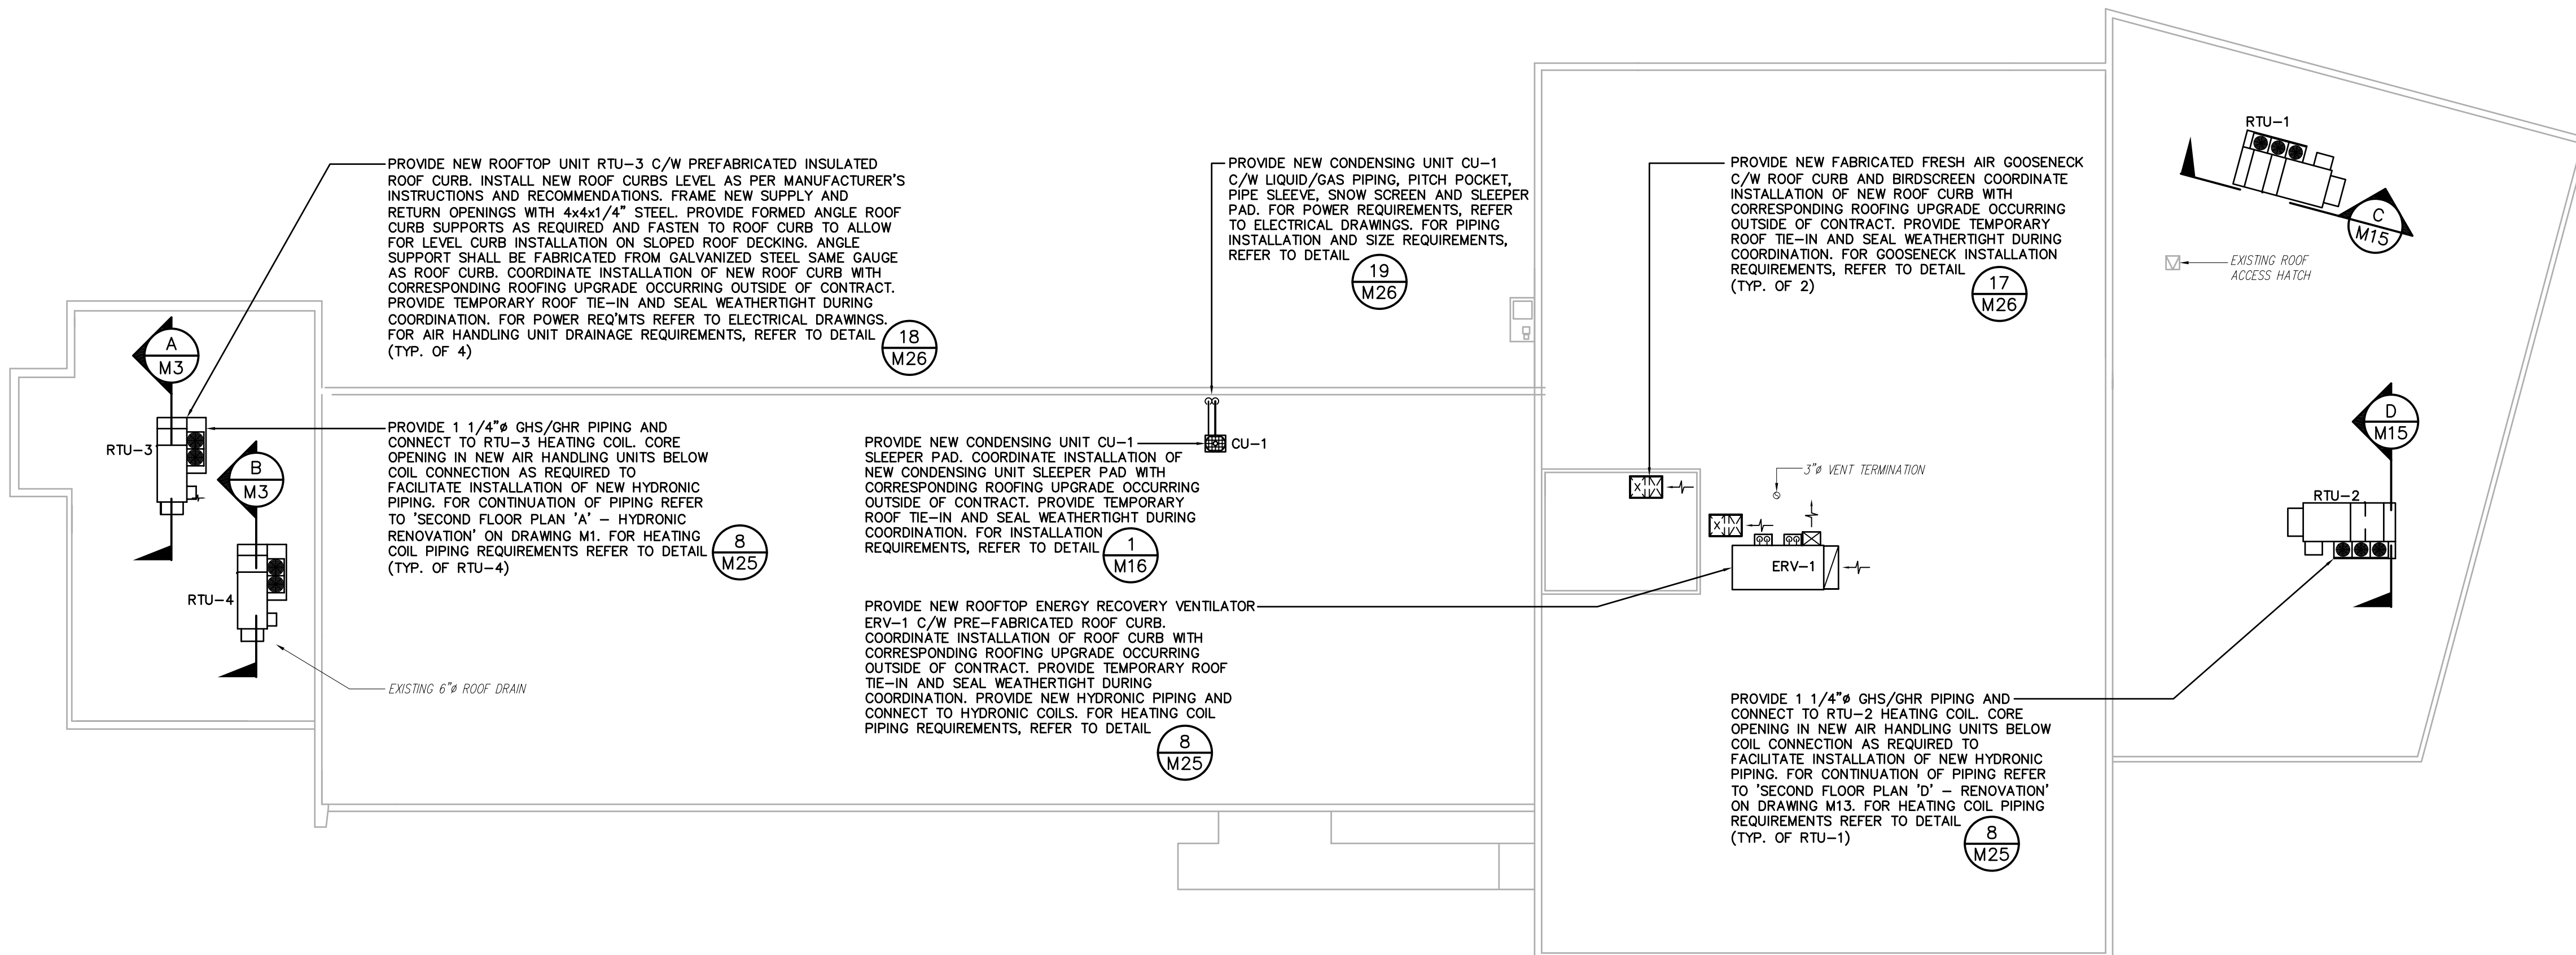 PROVIDE NEW ROOFTOP UNIT RTU-3 C/W PREFABRICATED INSULATED
ROOF CURB. INSTALL NEW ROOF CURBS LEVEL AS PER MANUFACTURER'S
INSTRUCTIONS AND RECOMMENDATIONS. FRAME NEW SUPPLY AND
RETURN OPENINGS WITH 4x4x1/4" STEEL. PROVIDE FORMED ANGLE ROOF
CURB SUPPORTS AS REQUIRED AND FASTEN TO ROOF CURB TO ALLOW
FOR LEVEL CURB INSTALLATION ON SLOPED ROOF DECKING. ANGLE
SUPPORT SHALL BE FABRICATED FROM GALVANIZED STEEL SAME GAUGE
AS ROOF CURB. COORDINATE INSTALLATION OF NEW ROOF CURB WITH
CORRESPONDING ROOFING UPGRADE OCCURRING OUTSIDE OF CONTRACT.
PROVIDE TEMPORARY ROOF TIE-IN AND SEAL WEATHERTIGHT DURING
COORDINATION. FOR POWER REQ'MTS REFER TO ELECTRICAL DRAWINGS.
FOR AIR HANDLING UNIT DRAINAGE REQUIREMENTS, REFER TO DETAIL
(TYP. OF 4)
18
M26
PROVIDE NEW CONDENSING UNIT CU-1
C/W LIQUID/GAS PIPING, PITCH POCKET,
PIPE SLEEVE, SNOW SCREEN AND SLEEPER
PAD. FOR POWER REQUIREMENTS, REFER
TO ELECTRICAL DRAWINGS. FOR PIPING
INSTALLATION AND SIZE REQUIREMENTS,
REFER TO DETAIL
19
M26
PROVIDE NEW FABRICATED FRESH AIR GOOSENECK
C/W ROOF CURB AND BIRDSCREEN COORDINATE
INSTALLATION OF NEW ROOF CURB WITH
CORRESPONDING ROOFING UPGRADE OCCURRING
OUTSIDE OF CONTRACT. PROVIDE TEMPORARY
ROOF TIE-IN AND SEAL WEATHERTIGHT DURING
COORDINATION. FOR GOOSENECK INSTALLATION
REQUIREMENTS, REFER TO DETAIL
(TYP. OF 2)
17
M26
RTU-1
C
M15
EXISTING ROOF
ACCESS HATCH
A
M3
RTU-3
B
M3
RTU-4
PROVIDE 1 1/4"ø GHS/GHR PIPING AND
CONNECT TO RTU-3 HEATING COIL. CORE
OPENING IN NEW AIR HANDLING UNITS BELOW
COIL CONNECTION AS REQUIRED TO
FACILITATE INSTALLATION OF NEW HYDRONIC
PIPING. FOR CONTINUATION OF PIPING REFER
TO 'SECOND FLOOR PLAN 'A' - HYDRONIC
RENOVATION' ON DRAWING M1. FOR HEATING
COIL PIPING REQUIREMENTS REFER TO DETAIL
(TYP. OF RTU-4)
8
M25
EXISTING 6"ø ROOF DRAIN
PROVIDE NEW CONDENSING UNIT CU-1
SLEEPER PAD. COORDINATE INSTALLATION OF
NEW CONDENSING UNIT SLEEPER PAD WITH
CORRESPONDING ROOFING UPGRADE OCCURRING
OUTSIDE OF CONTRACT. PROVIDE TEMPORARY
ROOF TIE-IN AND SEAL WEATHERTIGHT DURING
COORDINATION. FOR INSTALLATION
REQUIREMENTS, REFER TO DETAIL
1
M16
CU-1
PROVIDE NEW ROOFTOP ENERGY RECOVERY VENTILATOR
ERV-1 C/W PRE-FABRICATED ROOF CURB.
COORDINATE INSTALLATION OF ROOF CURB WITH
CORRESPONDING ROOFING UPGRADE OCCURRING
OUTSIDE OF CONTRACT. PROVIDE TEMPORARY ROOF
TIE-IN AND SEAL WEATHERTIGHT DURING
COORDINATION. PROVIDE NEW HYDRONIC PIPING AND
CONNECT TO HYDRONIC COILS. FOR HEATING COIL
PIPING REQUIREMENTS, REFER TO DETAIL
8
M25
3"ø VENT TERMINATION
ERV-1
D
M15
RTU-2
PROVIDE 1 1/4"ø GHS/GHR PIPING AND
CONNECT TO RTU-2 HEATING COIL. CORE
OPENING IN NEW AIR HANDLING UNITS BELOW
COIL CONNECTION AS REQUIRED TO
FACILITATE INSTALLATION OF NEW HYDRONIC
PIPING. FOR CONTINUATION OF PIPING REFER
TO 'SECOND FLOOR PLAN 'D' - RENOVATION'
ON DRAWING M13. FOR HEATING COIL PIPING
REQUIREMENTS REFER TO DETAIL
(TYP. OF RTU-1)
8
M25